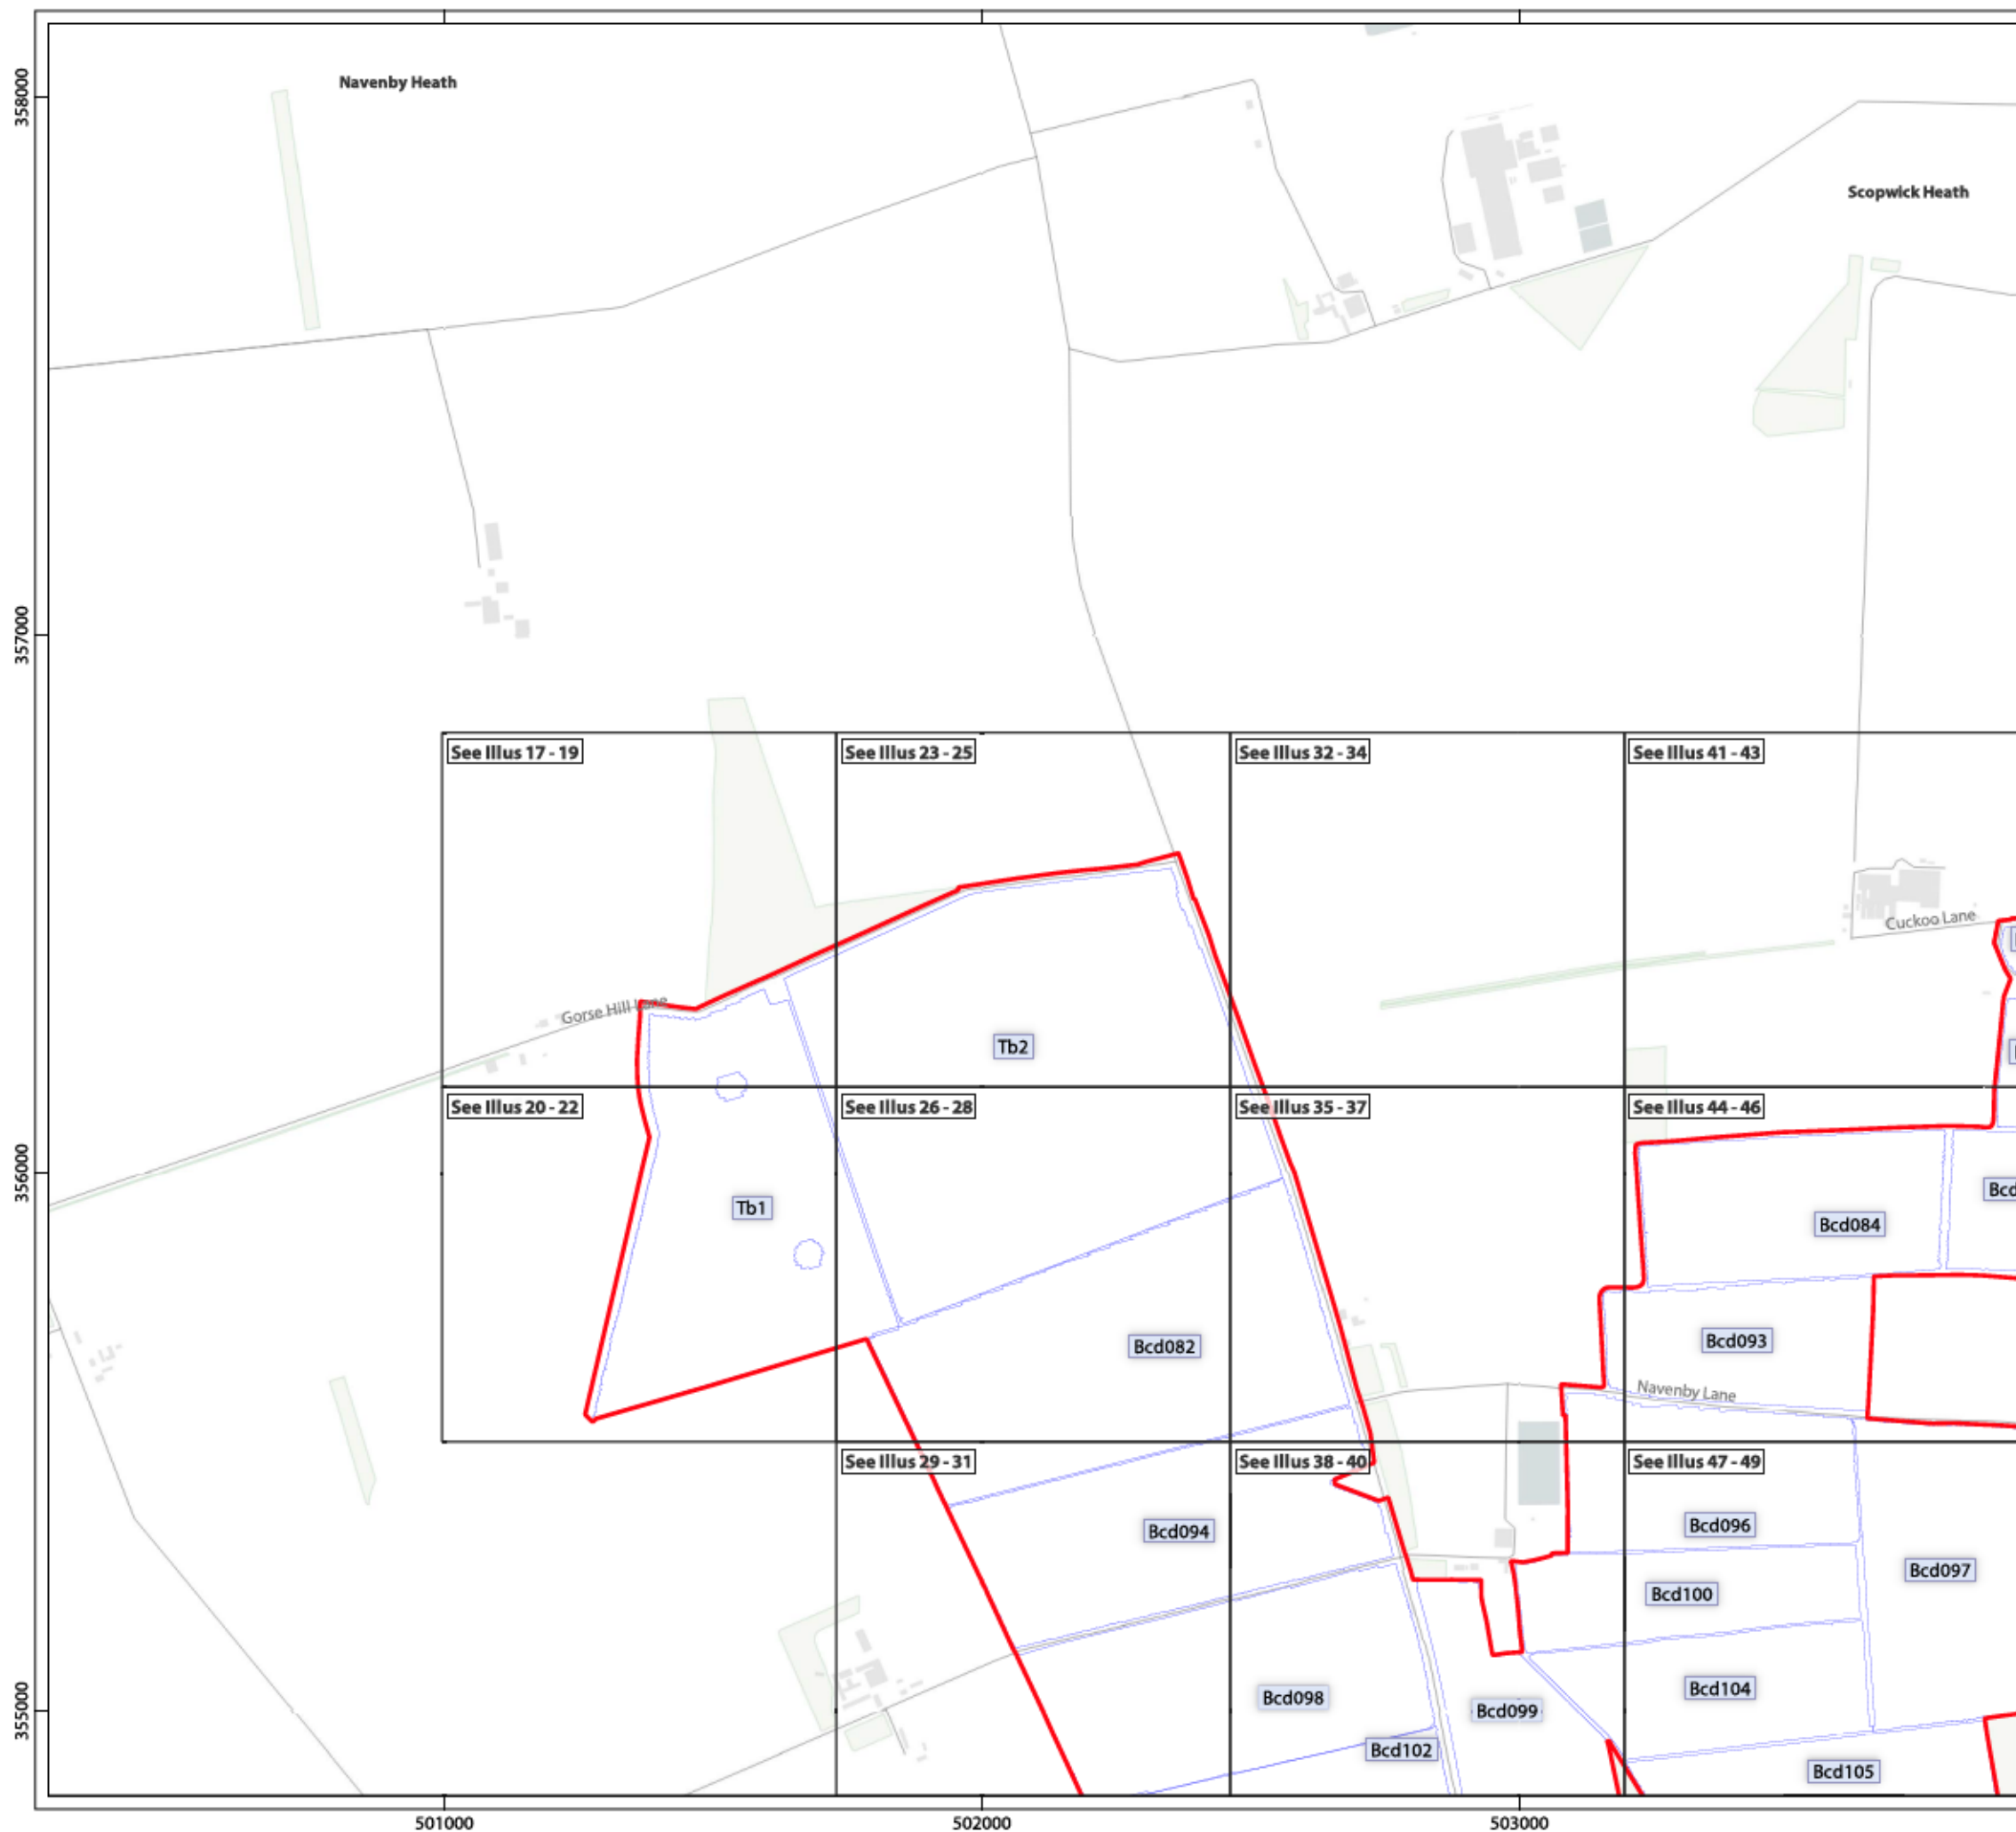 358000
Navenby Heath
Scopwick Heath
357000
See Illus 17 - 19
See Illus 23 - 25
See Illus 32 - 34
See Illus 41 - 43
Cuckoo Lane
Gorse Hill Lane
Tb2
See Illus 20 - 22
See Illus 26 - 28
See Illus 35 - 37
See Illus 44 - 46
356000
Bcd
Tb1
Bcd084
Bcd082
Bcd093
Navenby Lane
See Illus 29 - 31
See Illus 38 - 40
See Illus 47 - 49
Bcd094
Bcd096
Bcd097
Bcd100
Bcd098
Bcd104
355000
Bcd099
Bcd102
Bcd105
501000
502000
503000